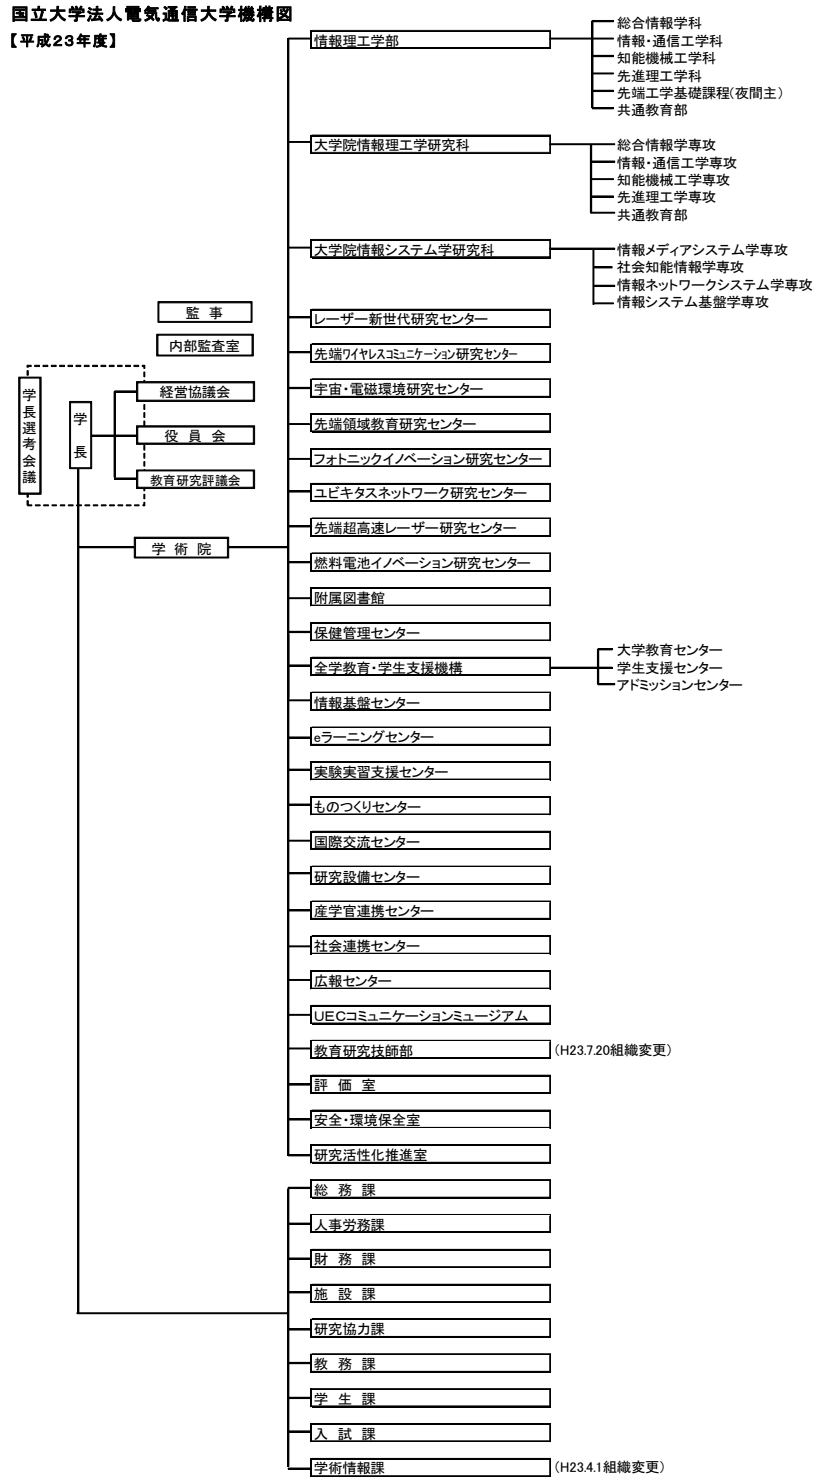 国立大学法人電気通信大学機構図
【平成23年度】
情報理工学部
総合情報学科
情報・通信工学科
知能機械工学科
先進理工学科
先端工学基礎課程(夜間主)
共通教育部
大学院情報理工学研究科
総合情報学専攻
情報・通信工学専攻
知能機械工学専攻
先進理工学専攻
共通教育部
大学院情報システム学研究科
情報メディアシステム学専攻
社会知能情報学専攻
情報ネットワークシステム学専攻
情報システム基盤学専攻
監事
内部監査室
学長選考会議
学長
経営協議会
役員会
教育研究評議会
学術院
レーザー新世代研究センター
先端ワイヤレスコミュニケーション研究センター
宇宙・電磁環境研究センター
先端領域教育研究センター
フォトニックイノベーション研究センター
ユビキタスネットワーク研究センター
先端超高速レーザー研究センター
燃料電池イノベーション研究センター
附属図書館
保健管理センター
全学教育・学生支援機構
大学教育センター
学生支援センター
アドミッションセンター
情報基盤センター
eラーニングセンター
実験実習支援センター
ものつくりセンター
国際交流センター
研究設備センター
産学官連携センター
社会連携センター
広報センター
UECコミュニケーションミュージアム
教育研究技師部 (H23.7.20組織変更)
評価室
安全・環境保全室
研究活性化推進室
総務課
人事労務課
財務課
施設課
研究協力課
教務課
学生課
入試課
学術情報課 (H23.4.1組織変更)